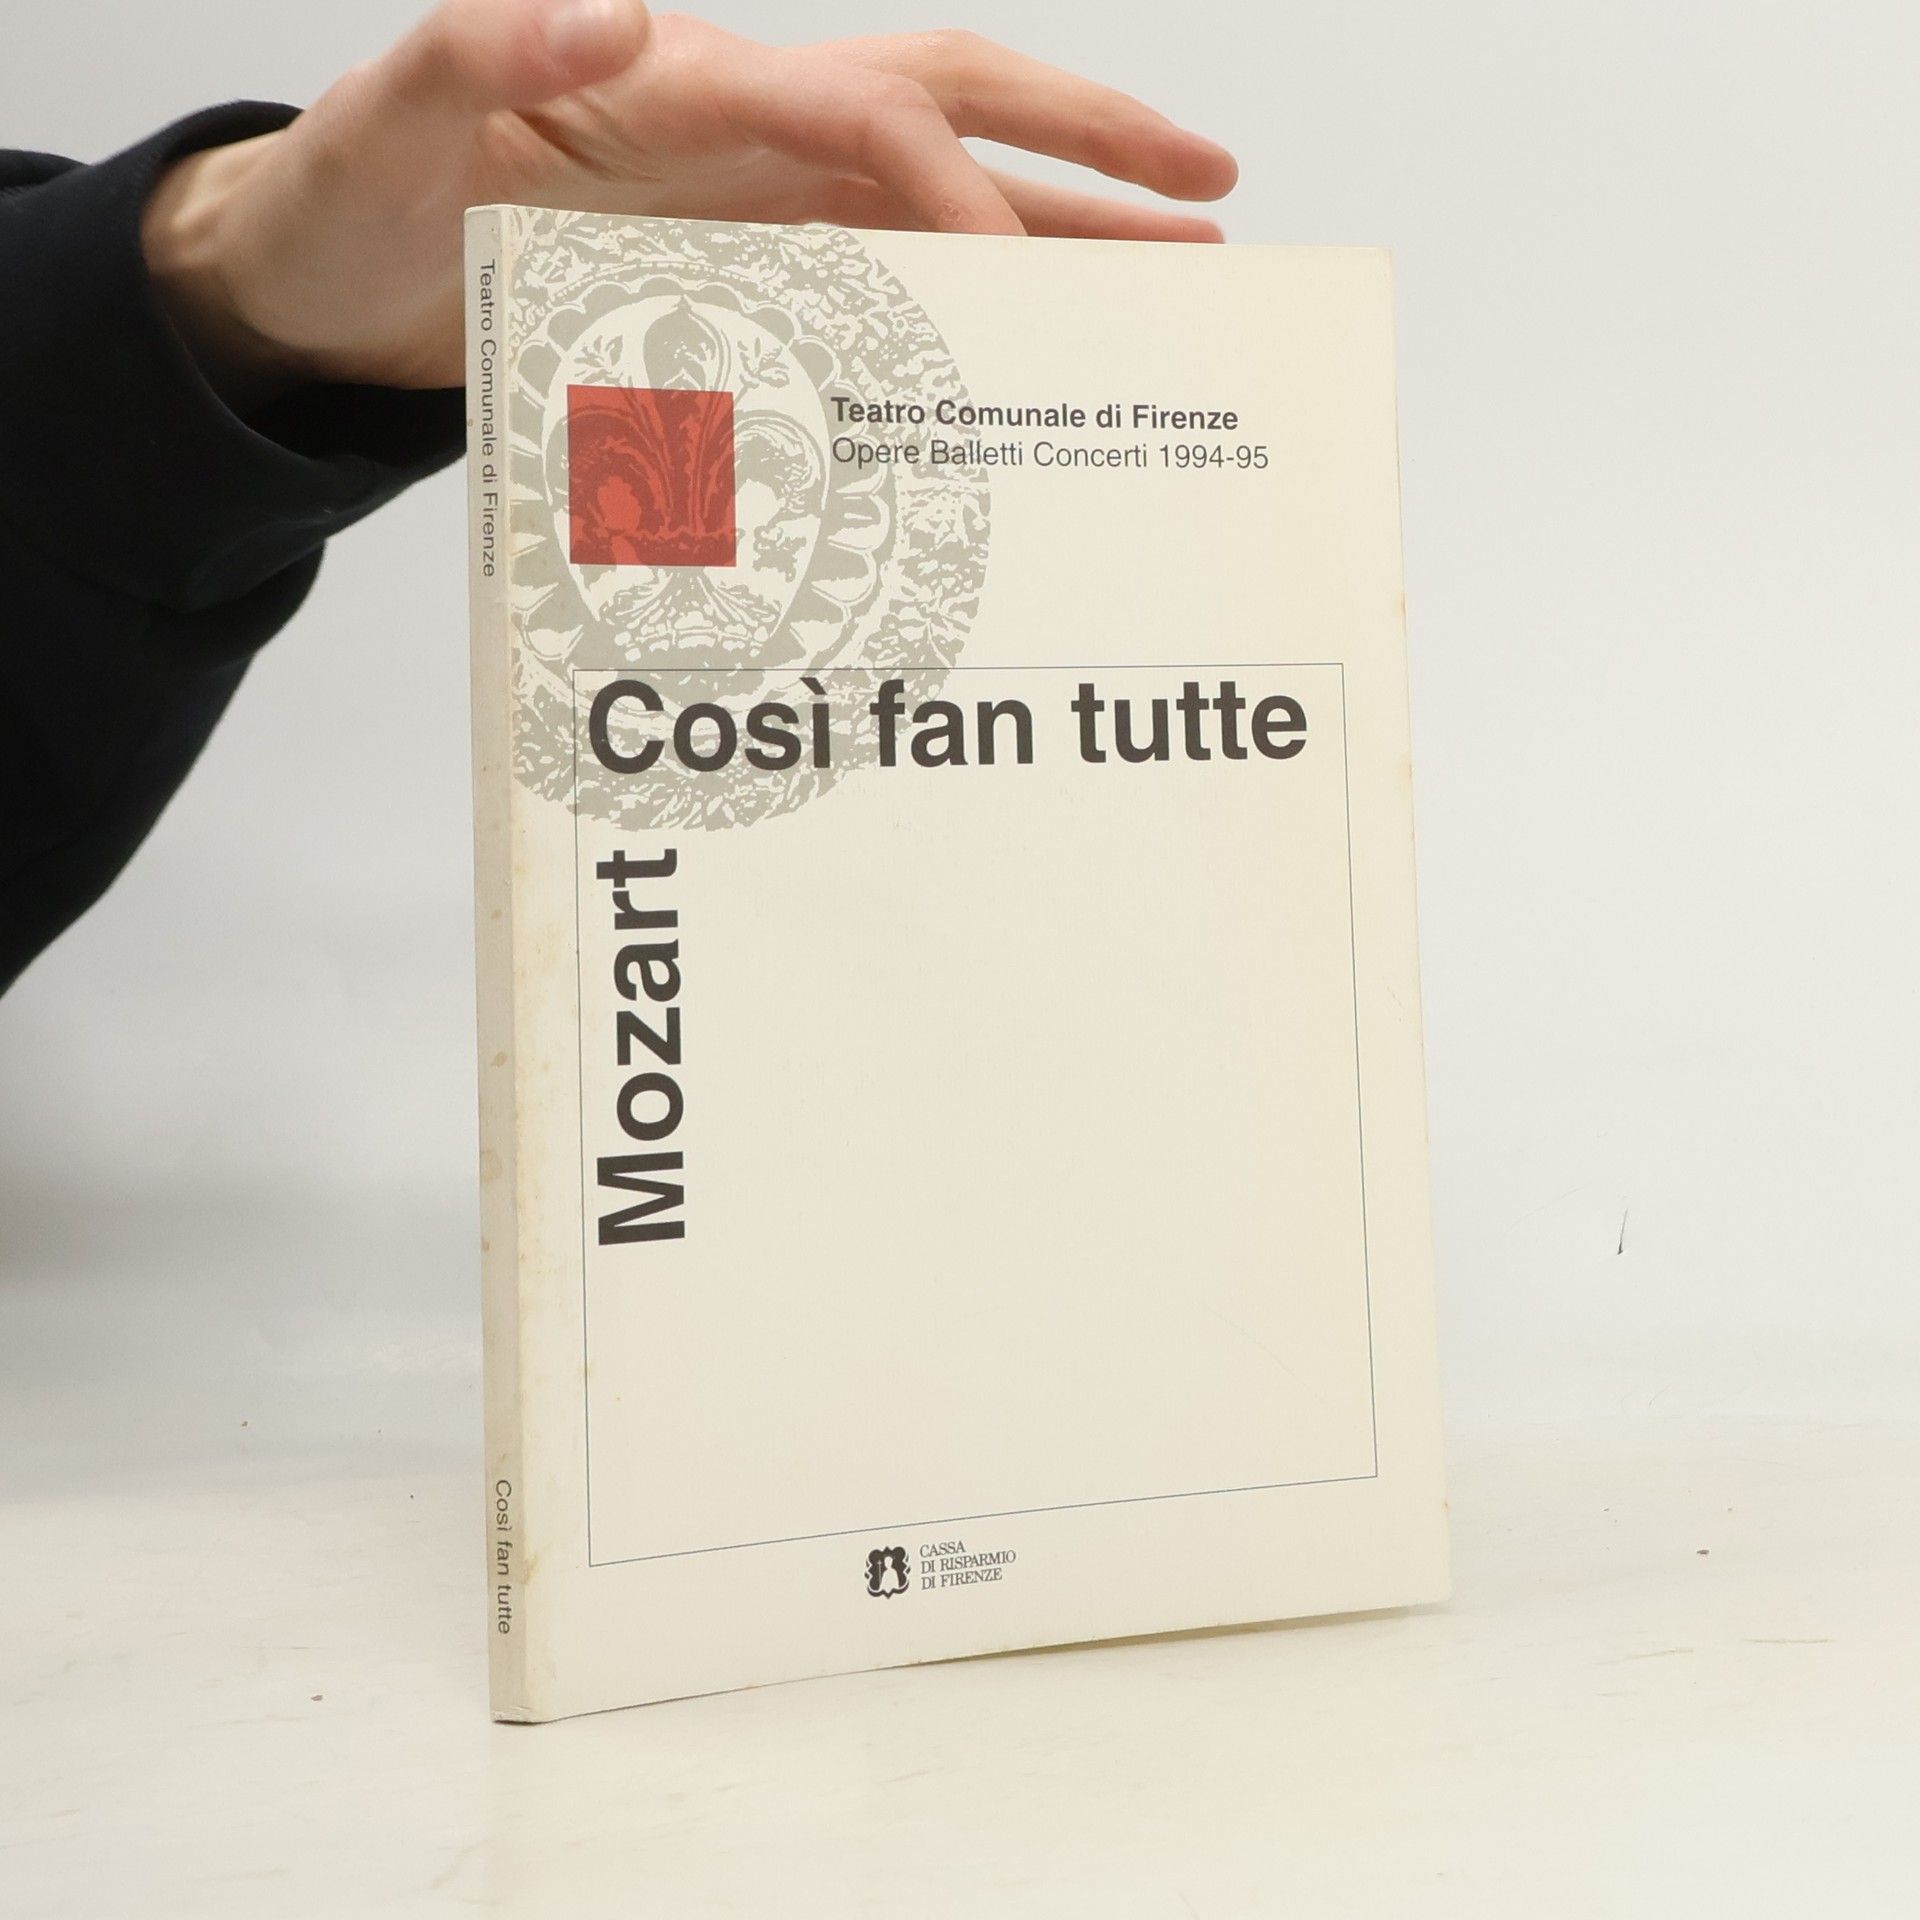 Teatro Comunale di Firenze
Così fan tutte
Teatro Comunale di Firenze
Opere Balletti Concerti 1994-95
Così fan tutte
Mozart
CASSA
DI RISPARMIO
DI FIRENZE